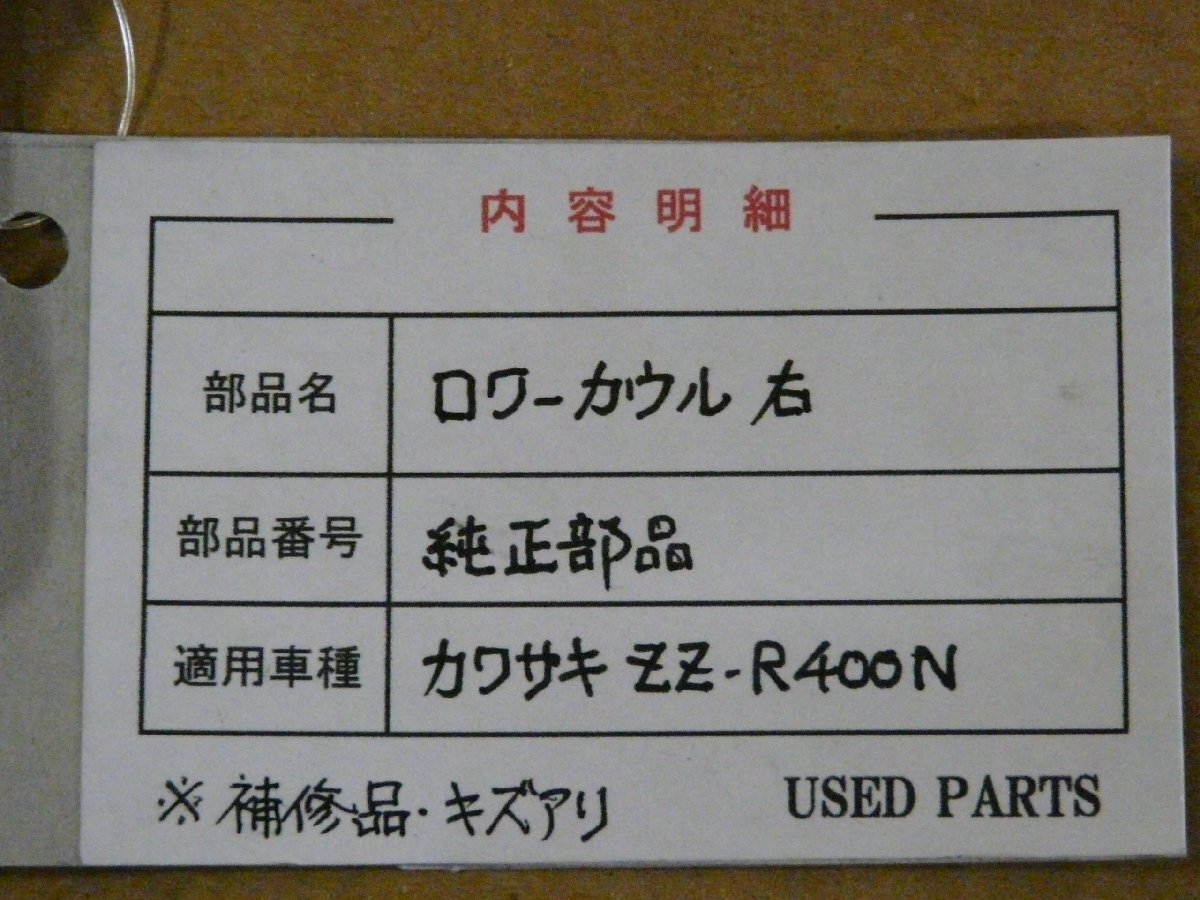 内容明細
部品名 ロワーカウル 右
部品番号 純正部品
適用車種 カワサキ ZZ-R400N
※補修品・キズアリ USED PARTS